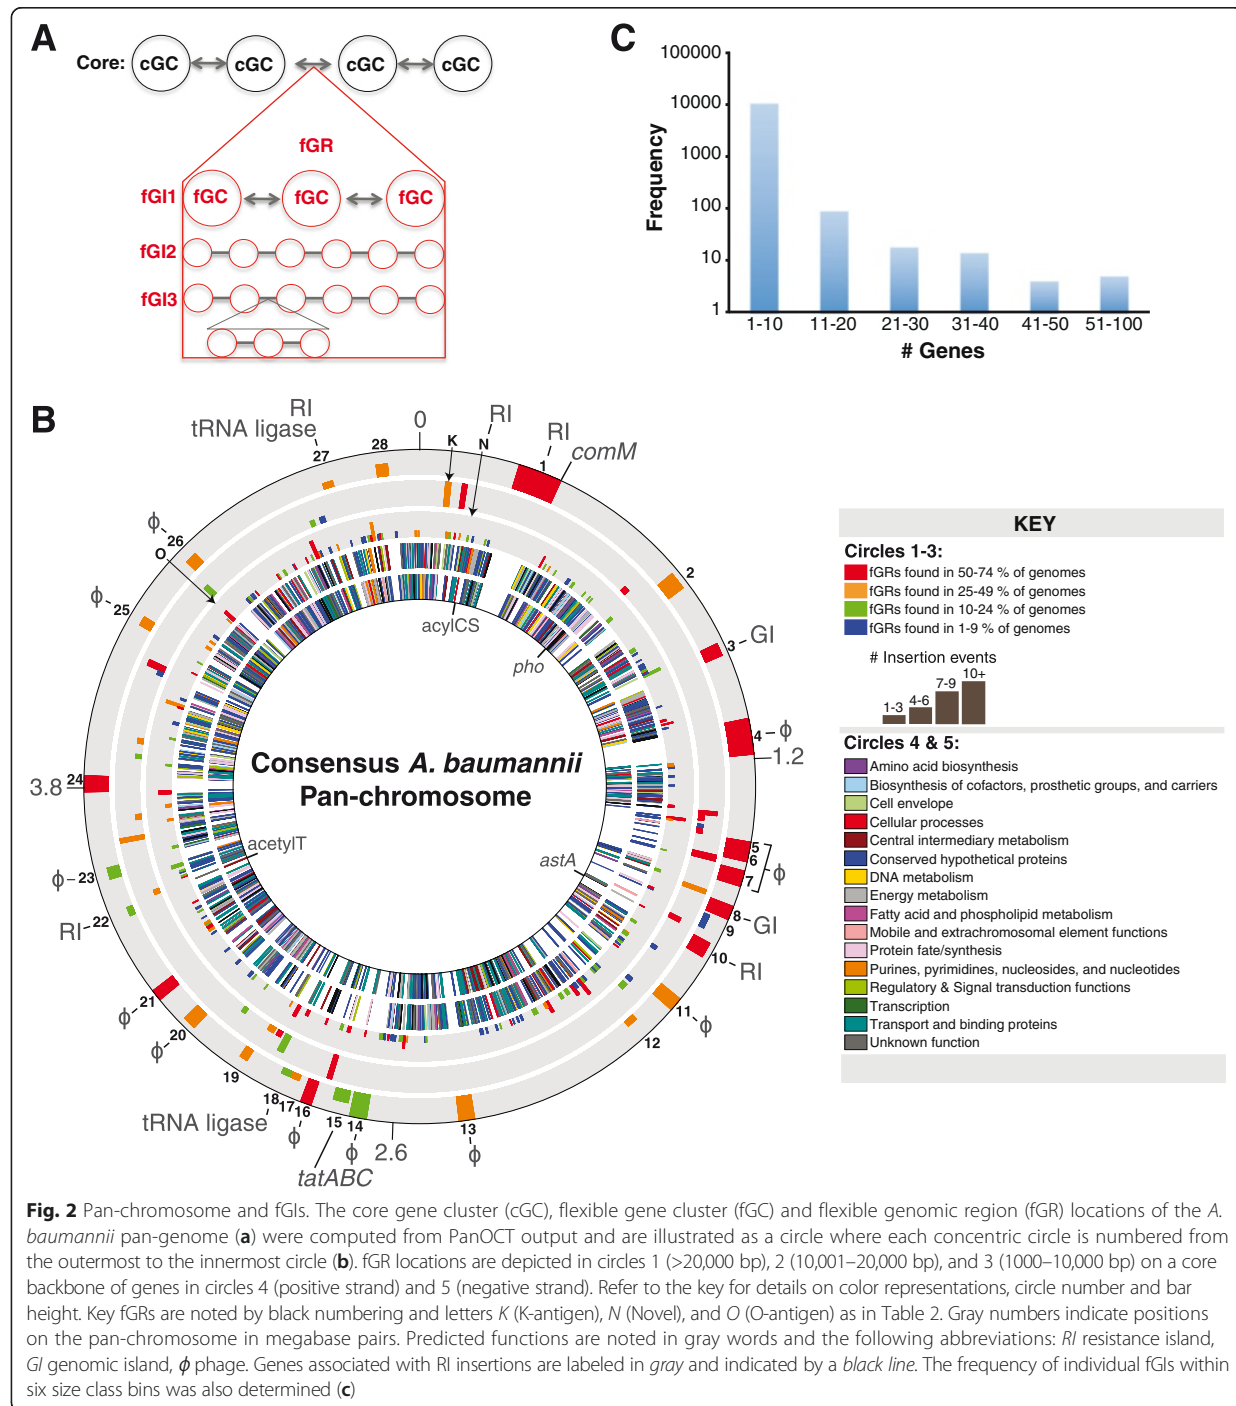 A
Core:
cGC
cGC
cGC
cGC
fGR
fGI1
fGC
fGC
fGC
fGI2
fGI3
C
100000
10000
1000
100
10
1
Frequency
1-10
11-20
21-30
31-40
41-50
51-100
# Genes
B
RI
tRNA ligase
27
28
0
K
N
RI
RI
1
comM
2
3
GI
4
ϕ
1.2
5
6
7
ϕ
8
GI
9
10
RI
11
ϕ
12
13
ϕ
2.6
14
ϕ
15
tatABC
16
ϕ
17
18
tRNA ligase
19
20
ϕ
21
ϕ
22
RI
23
ϕ
24
3.8
25
ϕ
26
ϕ
O
acylCS
pho
astA
acetylT
Consensus A. baumannii
Pan-chromosome
KEY
Circles 1-3:
fGRs found in 50-74 % of genomes
fGRs found in 25-49 % of genomes
fGRs found in 10-24 % of genomes
fGRs found in 1-9 % of genomes
# Insertion events
1-3
4-6
7-9
10+
Circles 4 & 5:
Amino acid biosynthesis
Biosynthesis of cofactors, prosthetic groups, and carriers
Cell envelope
Cellular processes
Central intermediary metabolism
Conserved hypothetical proteins
DNA metabolism
Energy metabolism
Fatty acid and phospholipid metabolism
Mobile and extrachromosomal element functions
Protein fate/synthesis
Purines, pyrimidines, nucleosides, and nucleotides
Regulatory & Signal transduction functions
Transcription
Transport and binding proteins
Unknown function
Fig. 2 Pan-chromosome and fGIs. The core gene cluster (cGC), flexible gene cluster (fGC) and flexible genomic region (fGR) locations of the A.
baumannii pan-genome (a) were computed from PanOCT output and are illustrated as a circle where each concentric circle is numbered from
the outermost to the innermost circle (b). fGR locations are depicted in circles 1 (>20,000 bp), 2 (10,001–20,000 bp), and 3 (1000–10,000 bp) on a core
backbone of genes in circles 4 (positive strand) and 5 (negative strand). Refer to the key for details on color representations, circle number and bar
height. Key fGRs are noted by black numbering and letters K (K-antigen), N (Novel), and O (O-antigen) as in Table 2. Gray numbers indicate positions
on the pan-chromosome in megabase pairs. Predicted functions are noted in gray words and the following abbreviations: RI resistance island,
GI genomic island, ϕ phage. Genes associated with RI insertions are labeled in gray and indicated by a black line. The frequency of individual fGIs within
six size class bins was also determined (c)